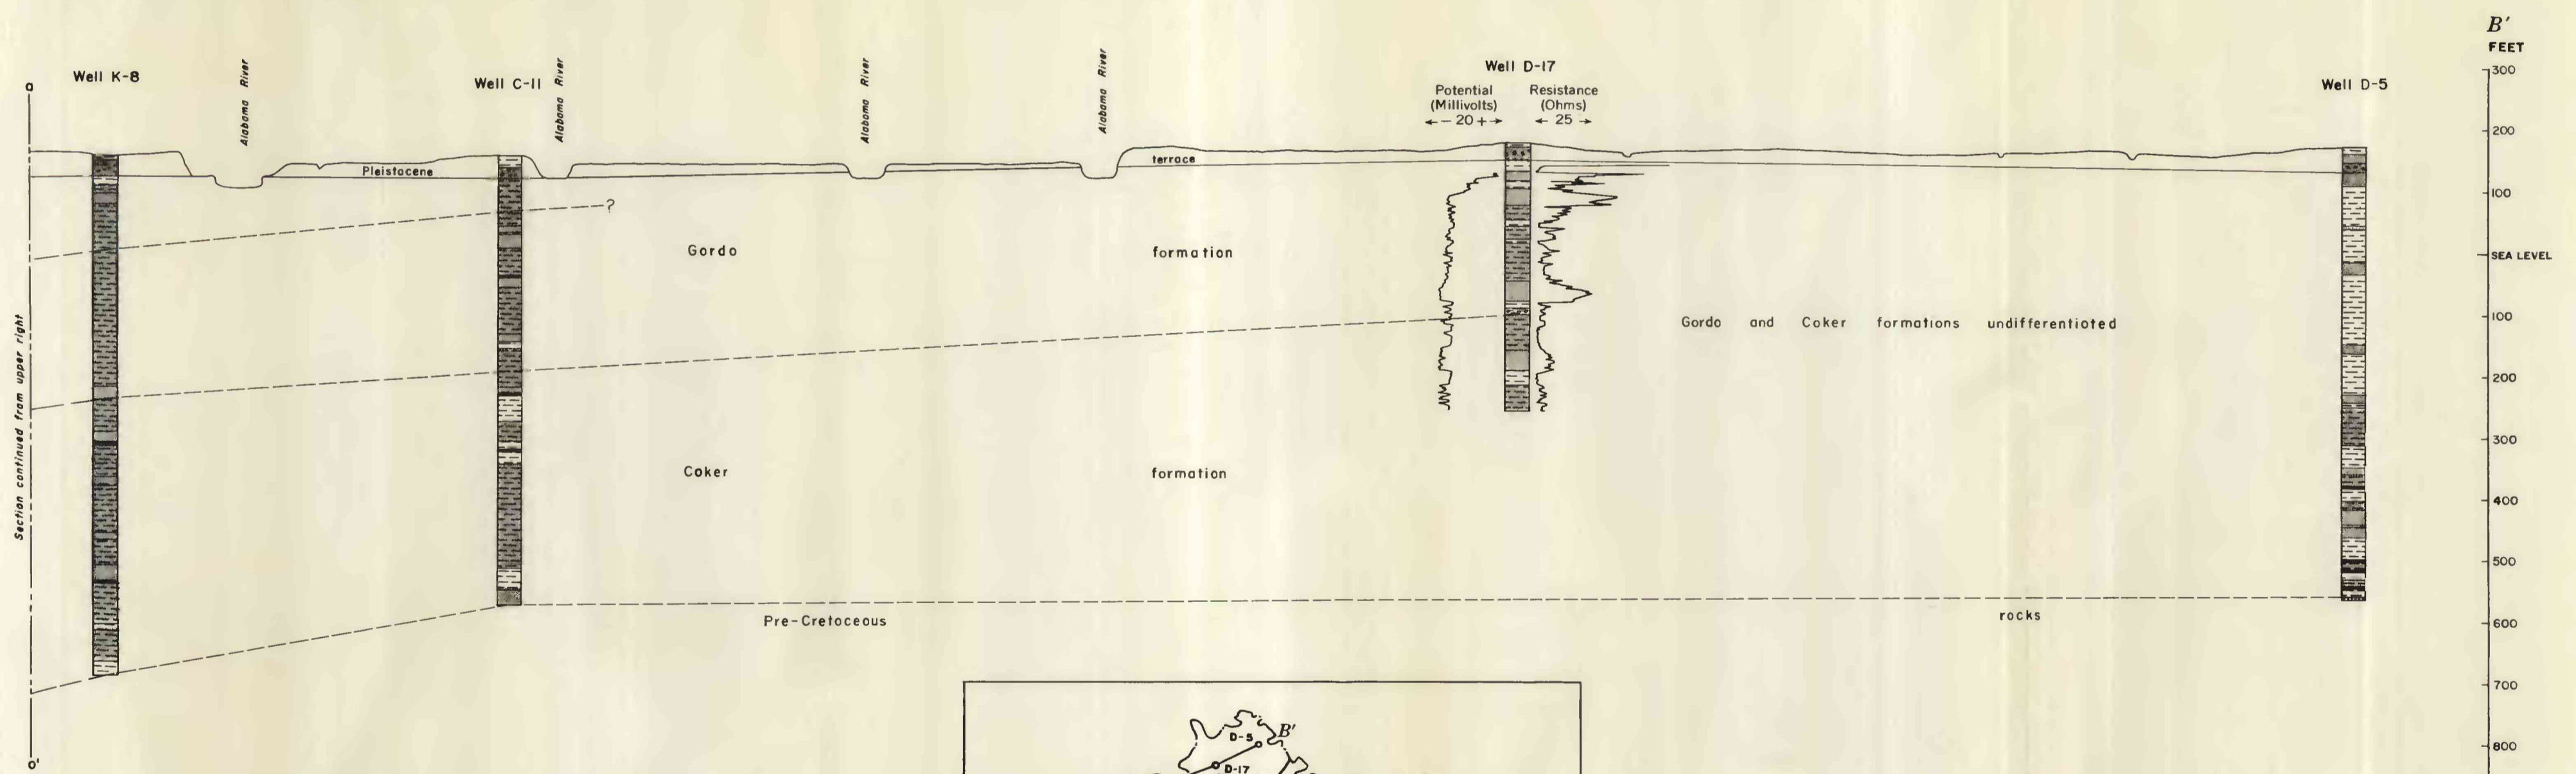 B'
FEET
300
200
100
SEA LEVEL
100
200
300
400
500
600
700
800
a
Well K-8
Alabama River
Well C-11
Alabama River
Alabama River
Alabama River
Well D-17
Potential
(Millivolts)
- 20 +
Resistance
(Ohms)
25
Well D-5
Pleistocene
terrace
?
Gordo formation
Gordo and Coker formations undifferentioted
Section continued from upper right
Coker formation
Pre-Cretoceous rocks
a'
D-5
B'
D-17